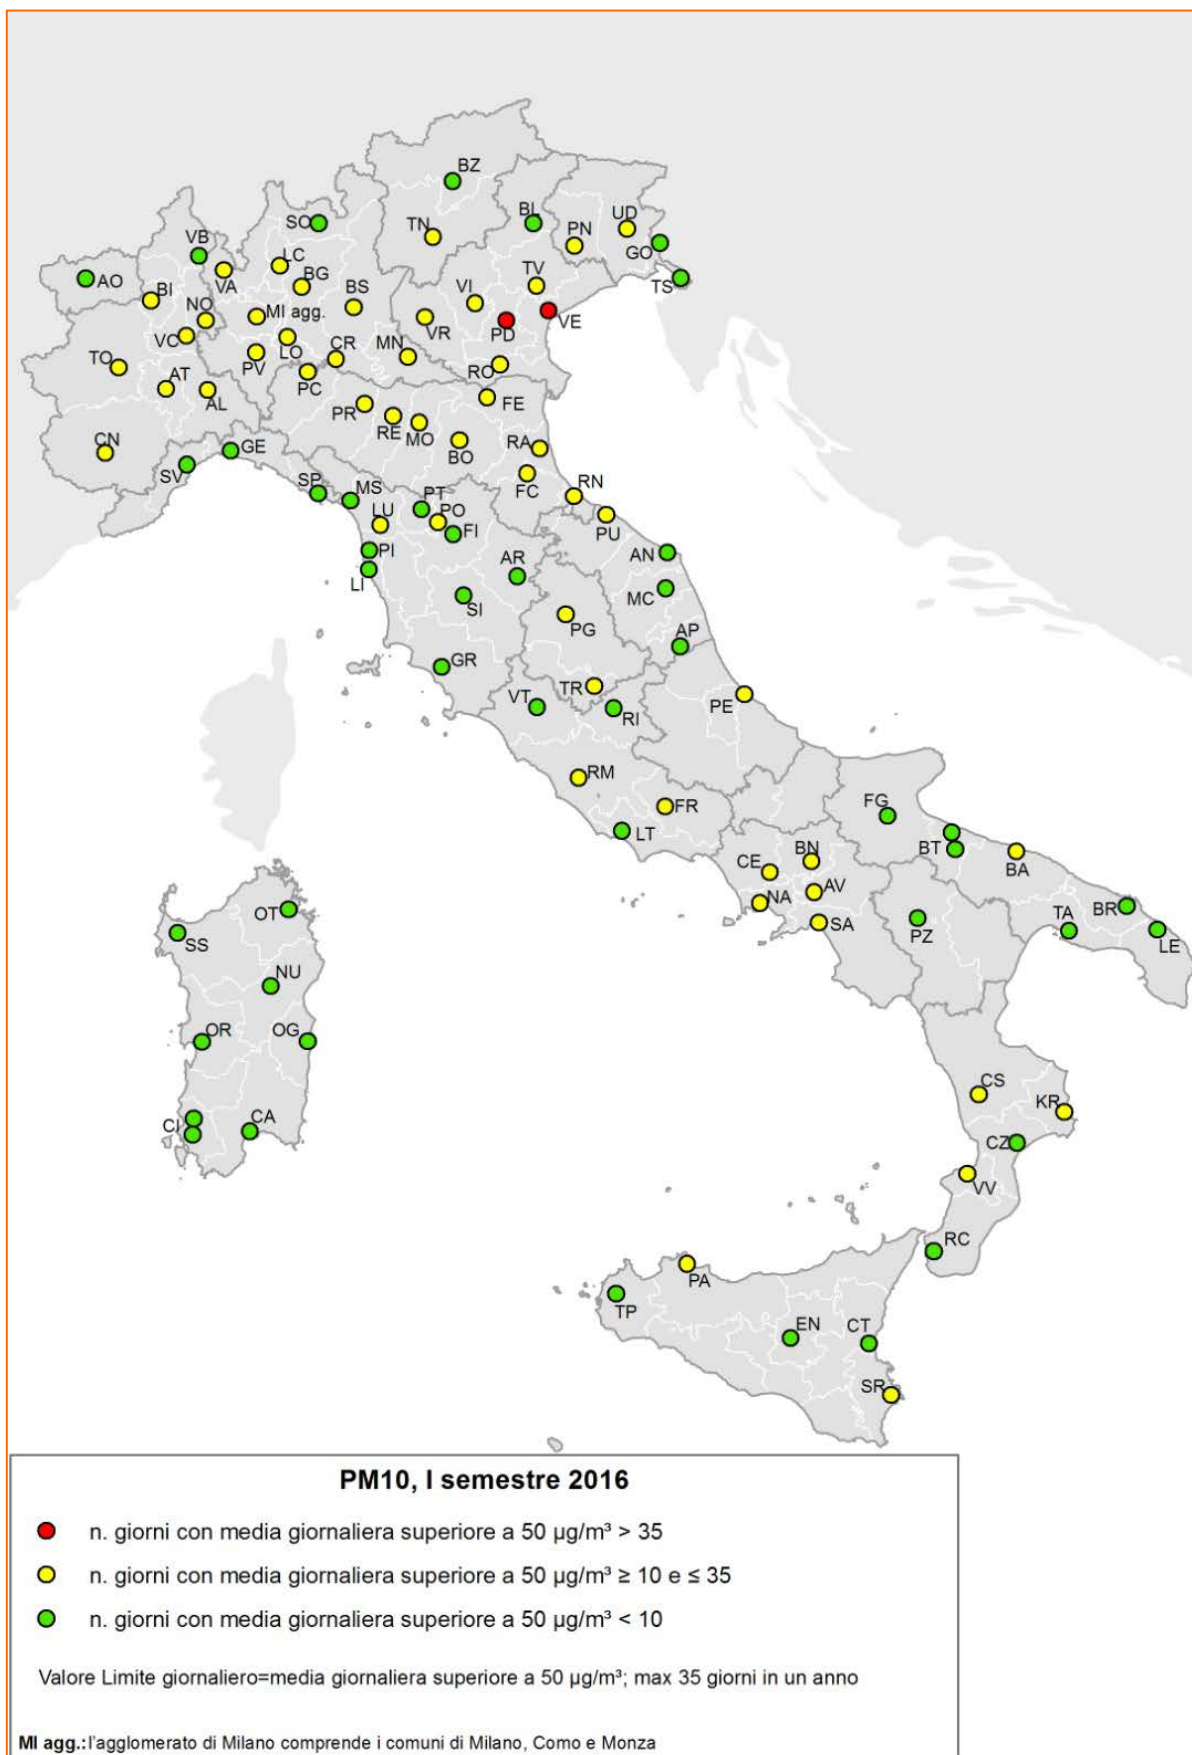 BZ
SO
TN
BL
PN
UD
GO
TS
VB
AO
VA
LC
BG
BS
VI
TV
VE
BI
NO
MI agg.
VR
PD
VC
LO
CR
MN
RO
TO
PV
PC
AT
AL
FE
PR
RE
MO
BO
RA
CN
GE
SV
FC
RN
SP
MS
PT
PO
LU
FI
PU
PI
AN
LI
AR
SI
MC
PG
AP
GR
TR
VT
RI
PE
RM
FR
LT
FG
BT
BA
BN
CE
AV
NA
SA
PZ
TA
BR
LE
OT
SS
NU
OR
OG
CI
CA
CS
KR
CZ
VV
RC
PA
TP
EN
CT
SR
PM10, I semestre 2016
n. giorni con media giornaliera superiore a 50 µg/m³ > 35
n. giorni con media giornaliera superiore a 50 µg/m³ ≥ 10 e ≤ 35
n. giorni con media giornaliera superiore a 50 µg/m³ < 10
Valore Limite giornaliero=media giornaliera superiore a 50 µg/m³; max 35 giorni in un anno
MI agg.:l'agglomerato di Milano comprende i comuni di Milano, Como e Monza